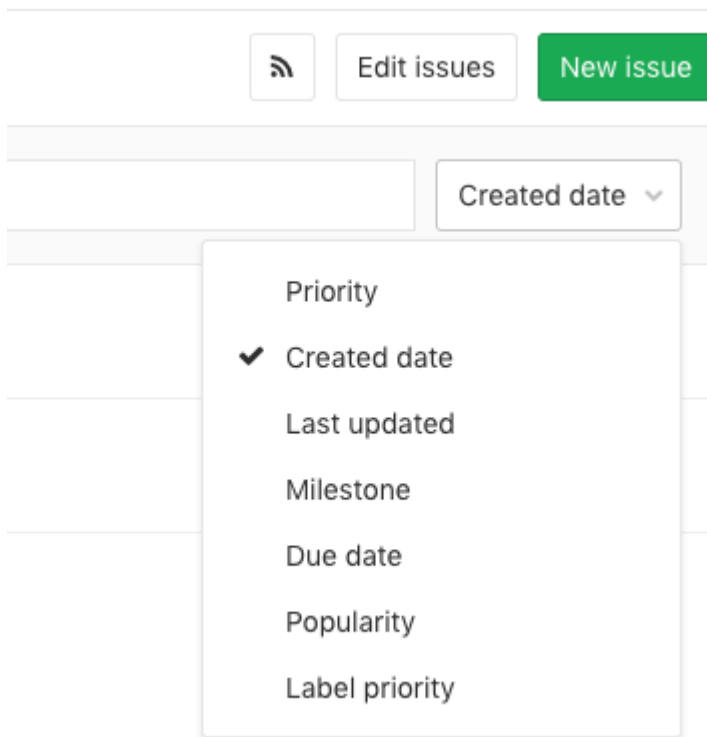 Edit issues New issue
Created date
Priority
Created date
Last updated
Milestone
Due date
Popularity
Label priority